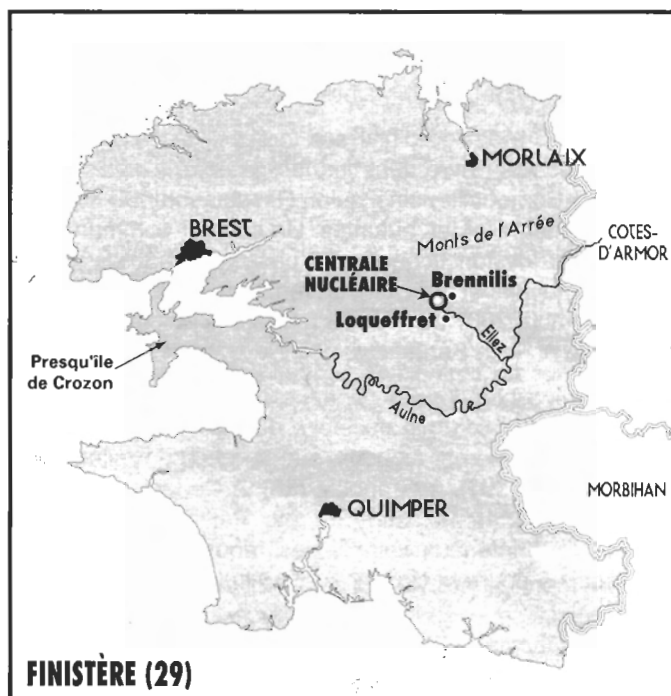 MORLAIX
BREST
Monts de l'Arrée
COTES-
D'ARMOR
CENTRALE
NUCLÉAIRE
Brennilis
Loqueffret
Ellez
Presqu'île
de Crozon
Aulne
MORBIHAN
QUIMPER
FINISTÈRE (29)